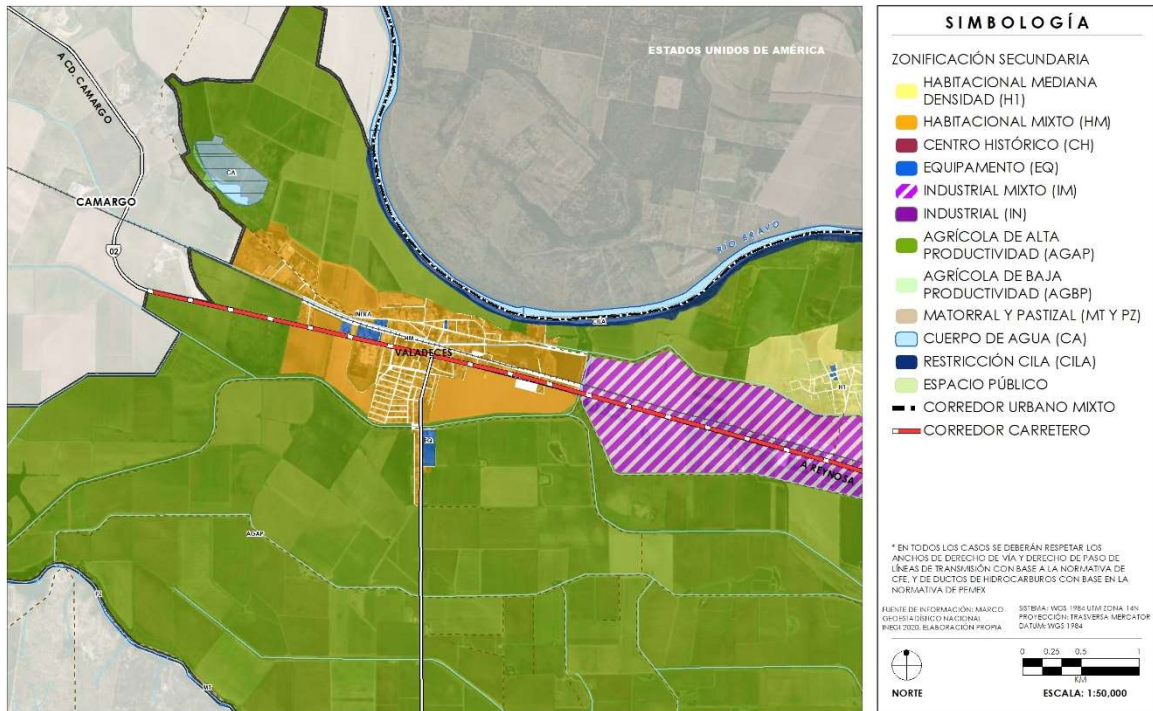 ESTADOS UNIDOS DE AMÉRICA
A CD. CAMARGO
CA
CAMARGO
02
RÍO BRAVO
CILA
INFRA
HM
VALADECES
H1
EQ
A REYNOSA
AGAP
MT
SIMBOLOGÍA
ZONIFICACIÓN SECUNDARIA
HABITACIONAL MEDIANA
DENSIDAD (H1)
HABITACIONAL MIXTO (HM)
CENTRO HISTÓRICO (CH)
EQUIPAMENTO (EQ)
INDUSTRIAL MIXTO (IM)
INDUSTRIAL (IN)
AGRÍCOLA DE ALTA
PRODUCTIVIDAD (AGAP)
AGRÍCOLA DE BAJA
PRODUCTIVIDAD (AGBP)
MATORRAL Y PASTIZAL (MT Y PZ)
CUERPO DE AGUA (CA)
RESTRICCIÓN CILA (CILA)
ESPACIO PÚBLICO
CORREDOR URBANO MIXTO
CORREDOR CARRETERO
* EN TODOS LOS CASOS SE DEBERÁN RESPETAR LOS
ANCHOS DE DERECHO DE VÍA Y DERECHO DE PASO DE
LÍNEAS DE TRANSMISIÓN CON BASE A LA NORMATIVA DE
CFE, Y DE DUCTOS DE HIDROCARBUROS CON BASE EN LA
NORMATIVA DE PEMEX
FUENTE DE INFORMACIÓN: MARCO
GEOESTADÍSTICO NACIONAL
INEGI 2020. ELABORACIÓN PROPIA
SISTEMA: WGS 1984 UTM ZONA 14N
PROYECCIÓN: TRASVERSA MERCATOR
DATUM: WGS 1984
NORTE
0 0.25 0.5 1
KM
ESCALA: 1:50,000